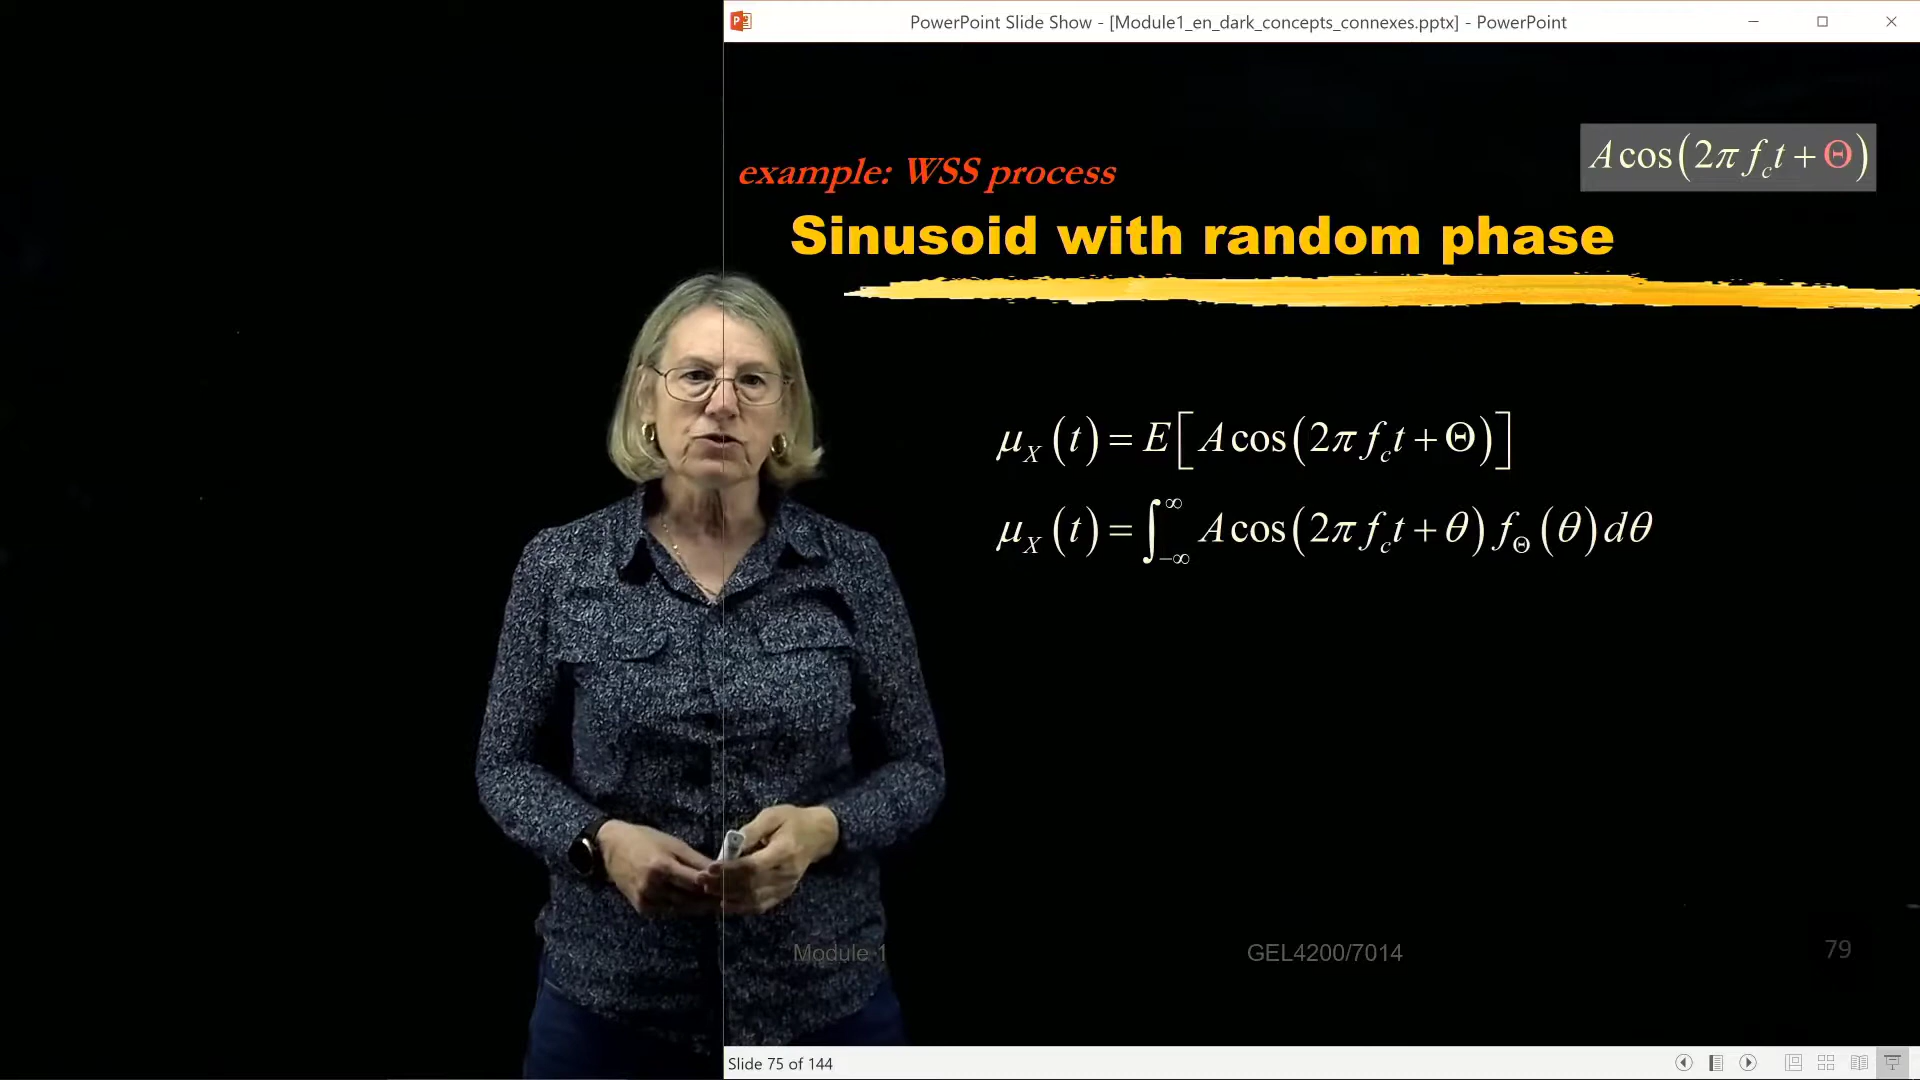 PowerPoint Slide Show - [Module1_en_dark_concepts_connexes.pptx] - PowerPoint
A cos(2π f_c t + Θ)
example: WSS process
Sinusoid with random phase
μ_X (t) = E[A cos(2π f_c t + Θ)]
μ_X (t) = ∫_{-∞}^{∞} A cos(2π f_c t + θ) f_Θ (θ) dθ
Module 1
GEL4200/7014
79
Slide 75 of 144